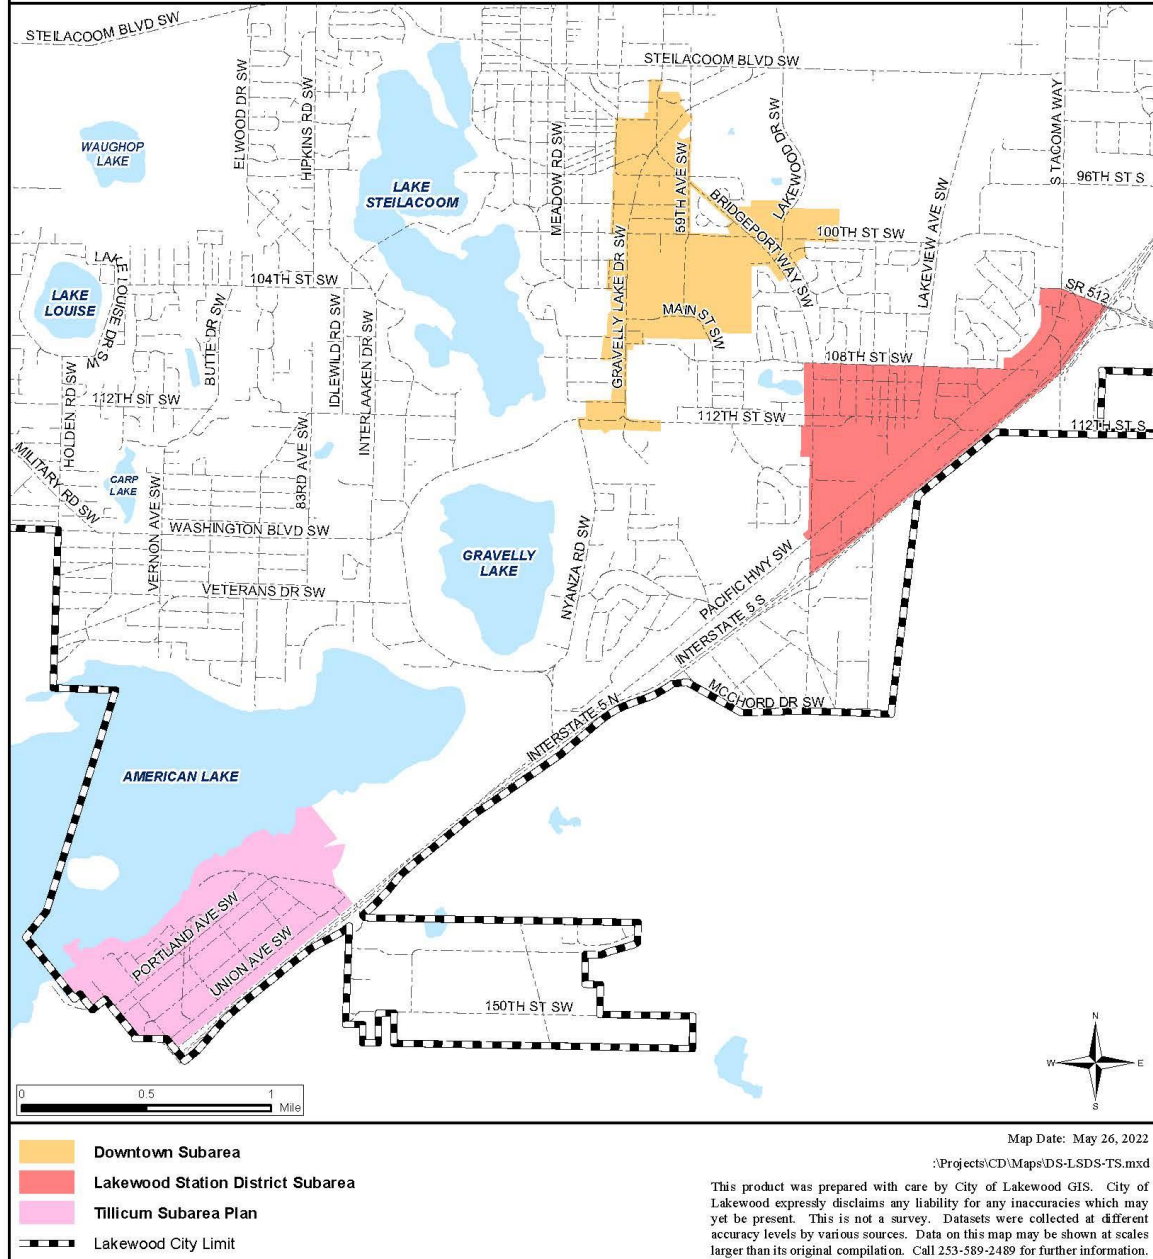 STEILACOOM BLVD SW
STEILACOOM BLVD SW
ELWOOD DR SW
HIPKINS RD SW
MEADOW RD SW
59TH AVE SW
LAKEWOOD DR SW
S TACOMA WAY
WAUGHOP
LAKE
LAKE
STEILACOOM
96TH ST S
BRIDGEPORT WAY SW
100TH ST SW
LAKEVIEW AVE SW
GRAVELLY LAKE DR SW
LAKE LOUISE DR SW
104TH ST SW
LAKE
LOUISE
BUTTE DR SW
IDLEWILD RD SW
INTERLAAKEN DR SW
MAIN ST SW
SR 512
108TH ST SW
HOLDEN RD SW
112TH ST SW
112TH ST SW
112TH ST S
83RD AVE SW
MILITARY RD SW
CARP
LAKE
VERNON AVE SW
WASHINGTON BLVD SW
GRAVELLY
LAKE
NYANZA RD SW
PACIFIC HWY SW
VETERANS DR SW
INTERSTATE 5 S
INTERSTATE 5 N
MCCHORD DR SW
AMERICAN LAKE
PORTLAND AVE SW
UNION AVE SW
150TH ST SW
N
W
E
S
0 0.5 1
Mile
Downtown Subarea
Lakewood Station District Subarea
Tillicum Subarea Plan
Lakewood City Limit
Map Date: May 26, 2022
:\Projects\CD\Maps\DS-LSDS-TS.mxd
This product was prepared with care by City of Lakewood GIS. City of
Lakewood expressly disclaims any liability for any inaccuracies which may
yet be present. This is not a survey. Datasets were collected at different
accuracy levels by various sources. Data on this map may be shown at scales
larger than its original compilation. Call 253-589-2489 for further information.